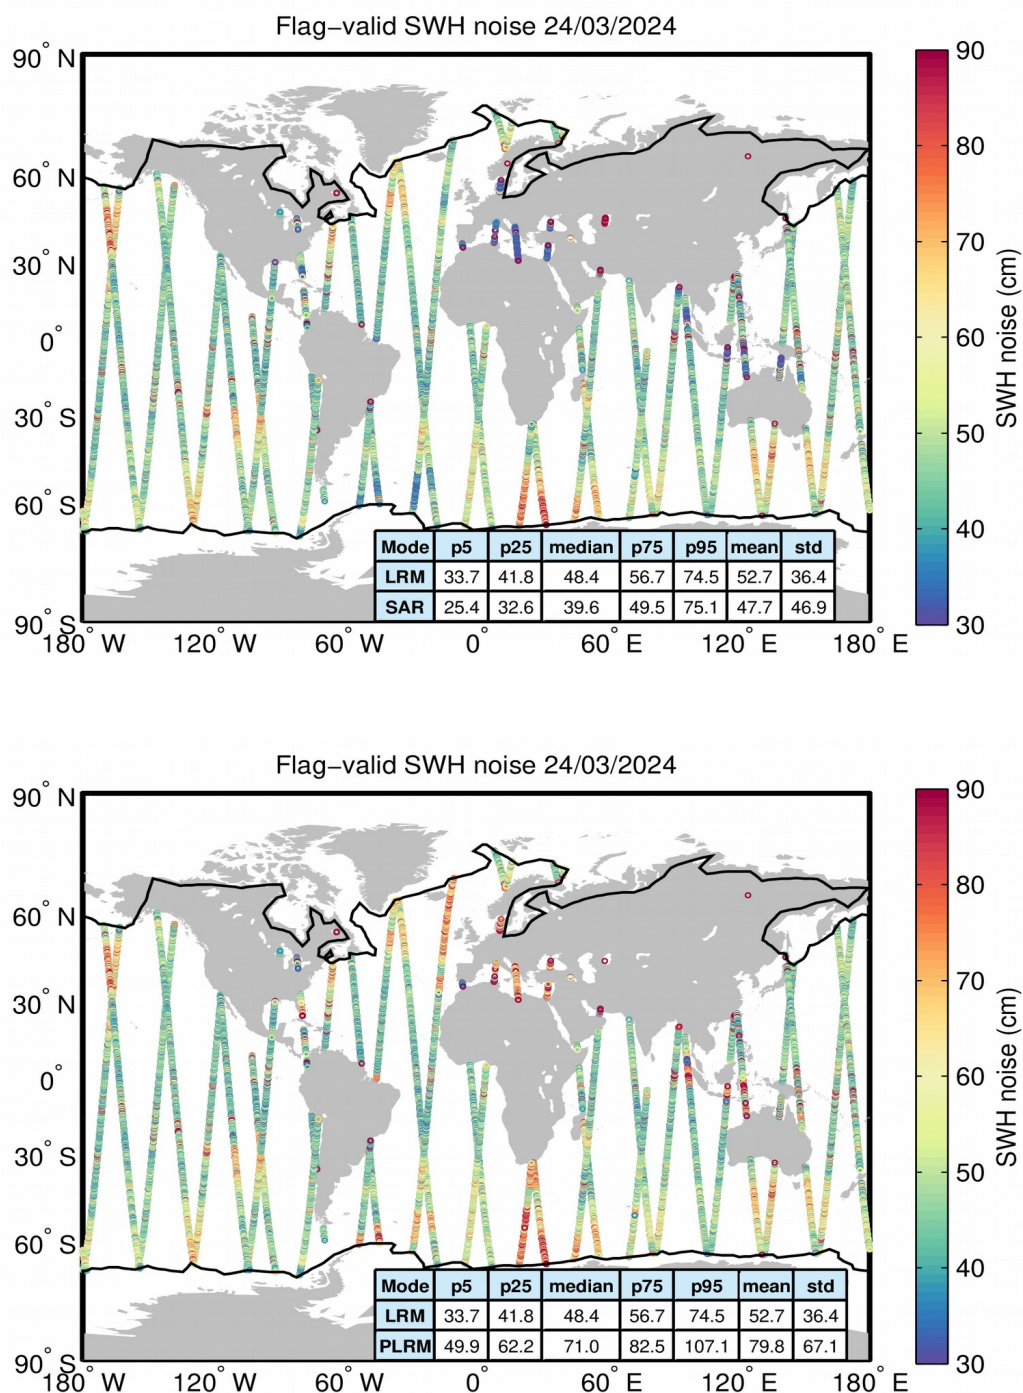 Flag−valid SWH noise 24/03/2024
90° N
60° N
30° N
0°
30° S
60° S
90° S
180° W
120° W
60° W
0°
60° E
120° E
180° E
90
80
70
60
50
40
30
SWH noise (cm)
Mode p5 p25 median p75 p95 mean std
LRM 33.7 41.8 48.4 56.7 74.5 52.7 36.4
SAR 25.4 32.6 39.6 49.5 75.1 47.7 46.9
Flag−valid SWH noise 24/03/2024
90° N
60° N
30° N
0°
30° S
60° S
90° S
180° W
120° W
60° W
0°
60° E
120° E
180° E
90
80
70
60
50
40
30
SWH noise (cm)
Mode p5 p25 median p75 p95 mean std
LRM 33.7 41.8 48.4 56.7 74.5 52.7 36.4
PLRM 49.9 62.2 71.0 82.5 107.1 79.8 67.1